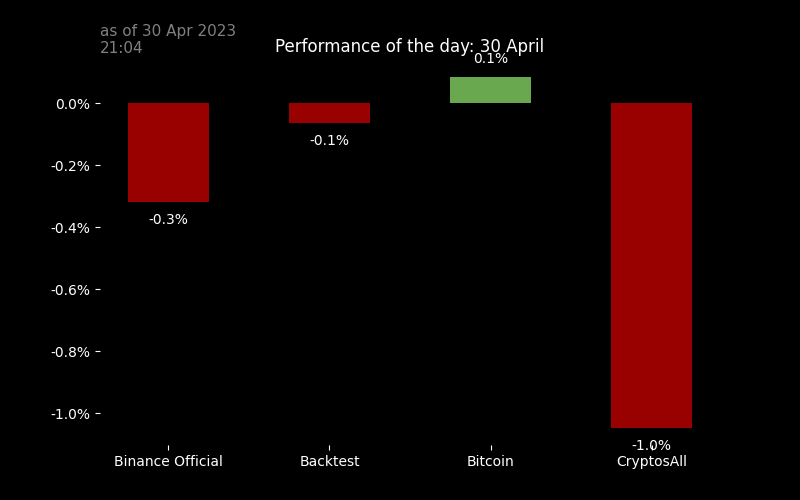 as of 30 Apr 2023
21:04
Performance of the day: 30 April
0.1%
0.0%
-0.1%
-0.2%
-0.3%
-0.4%
-0.6%
-0.8%
-1.0%
-1.0%
Binance Official
Backtest
Bitcoin
CryptosAll